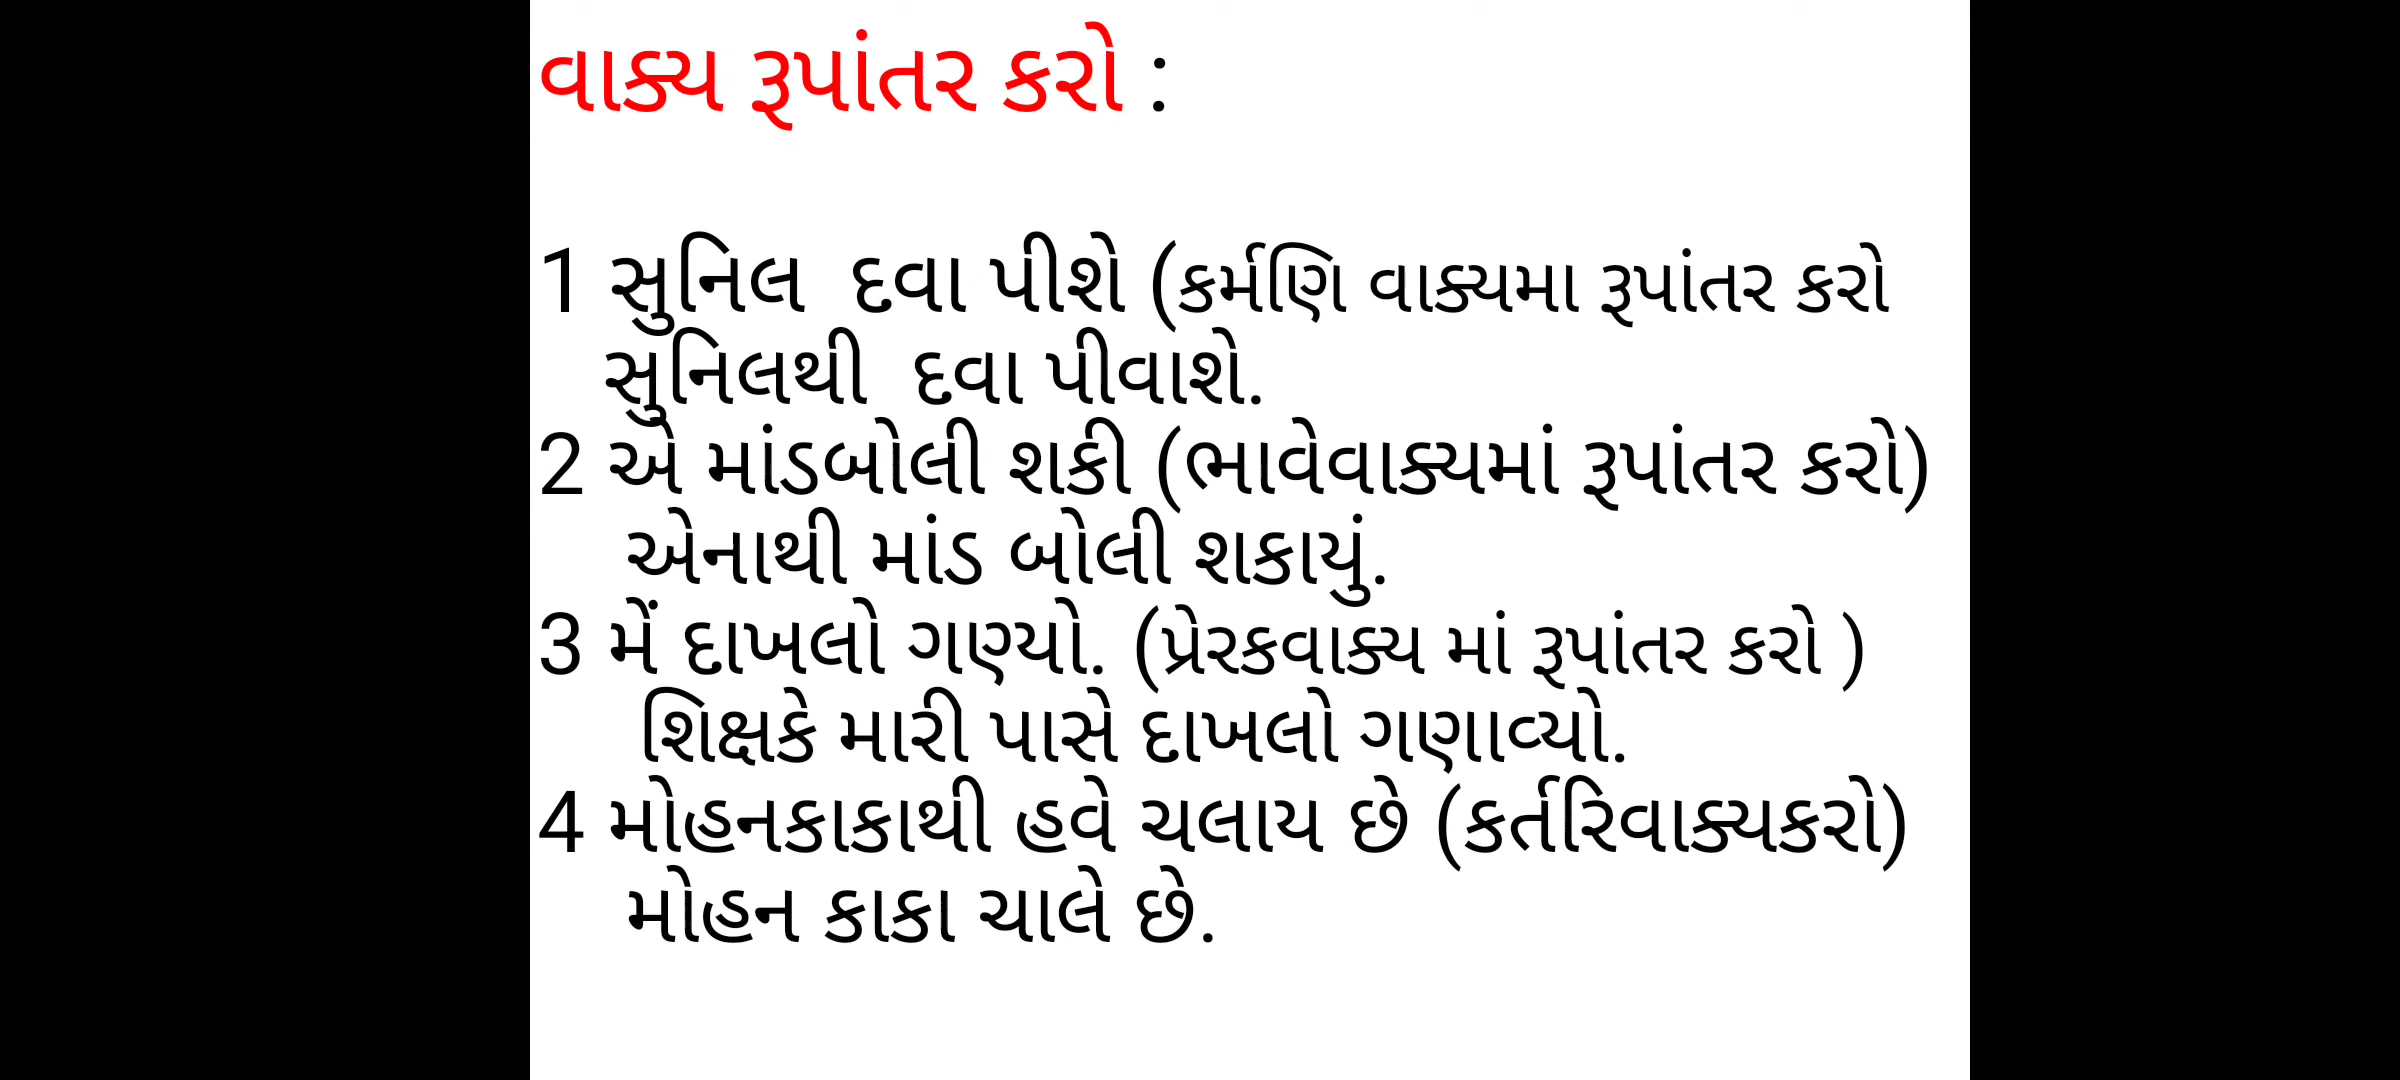 વાક્ય રૂપાંતર કરો :
1 સુનિલ દવા પીશે (કર્મણિ વાક્યમા રૂપાંતર કરો
સુનિલથી દવા પીવાશે.
2 એ માંડબોલી શકી (ભાવેવાક્યમાં રૂપાંતર કરો)
એનાથી માંડ બોલી શકાયું.
3 મેં દાખલો ગણ્યો. (પ્રેરકવાક્ય માં રૂપાંતર કરો )
શિક્ષકે મારી પાસે દાખલો ગણાવ્યો.
4 મોહનકાકાથી હવે ચલાય છે (કર્તરિવાક્યકરો)
મોહન કાકા ચાલે છે.